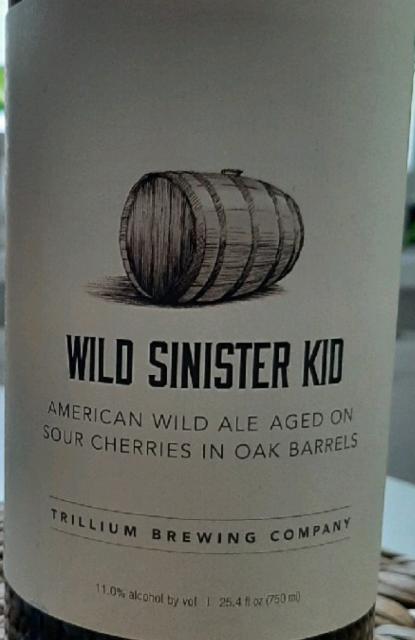 WILD SINISTER KID
AMERICAN WILD ALE AGED ON
SOUR CHERRIES IN OAK BARRELS
TRILLIUM BREWING COMPANY
11.0% alcohol by vol | 25.4 fl oz (750 ml)